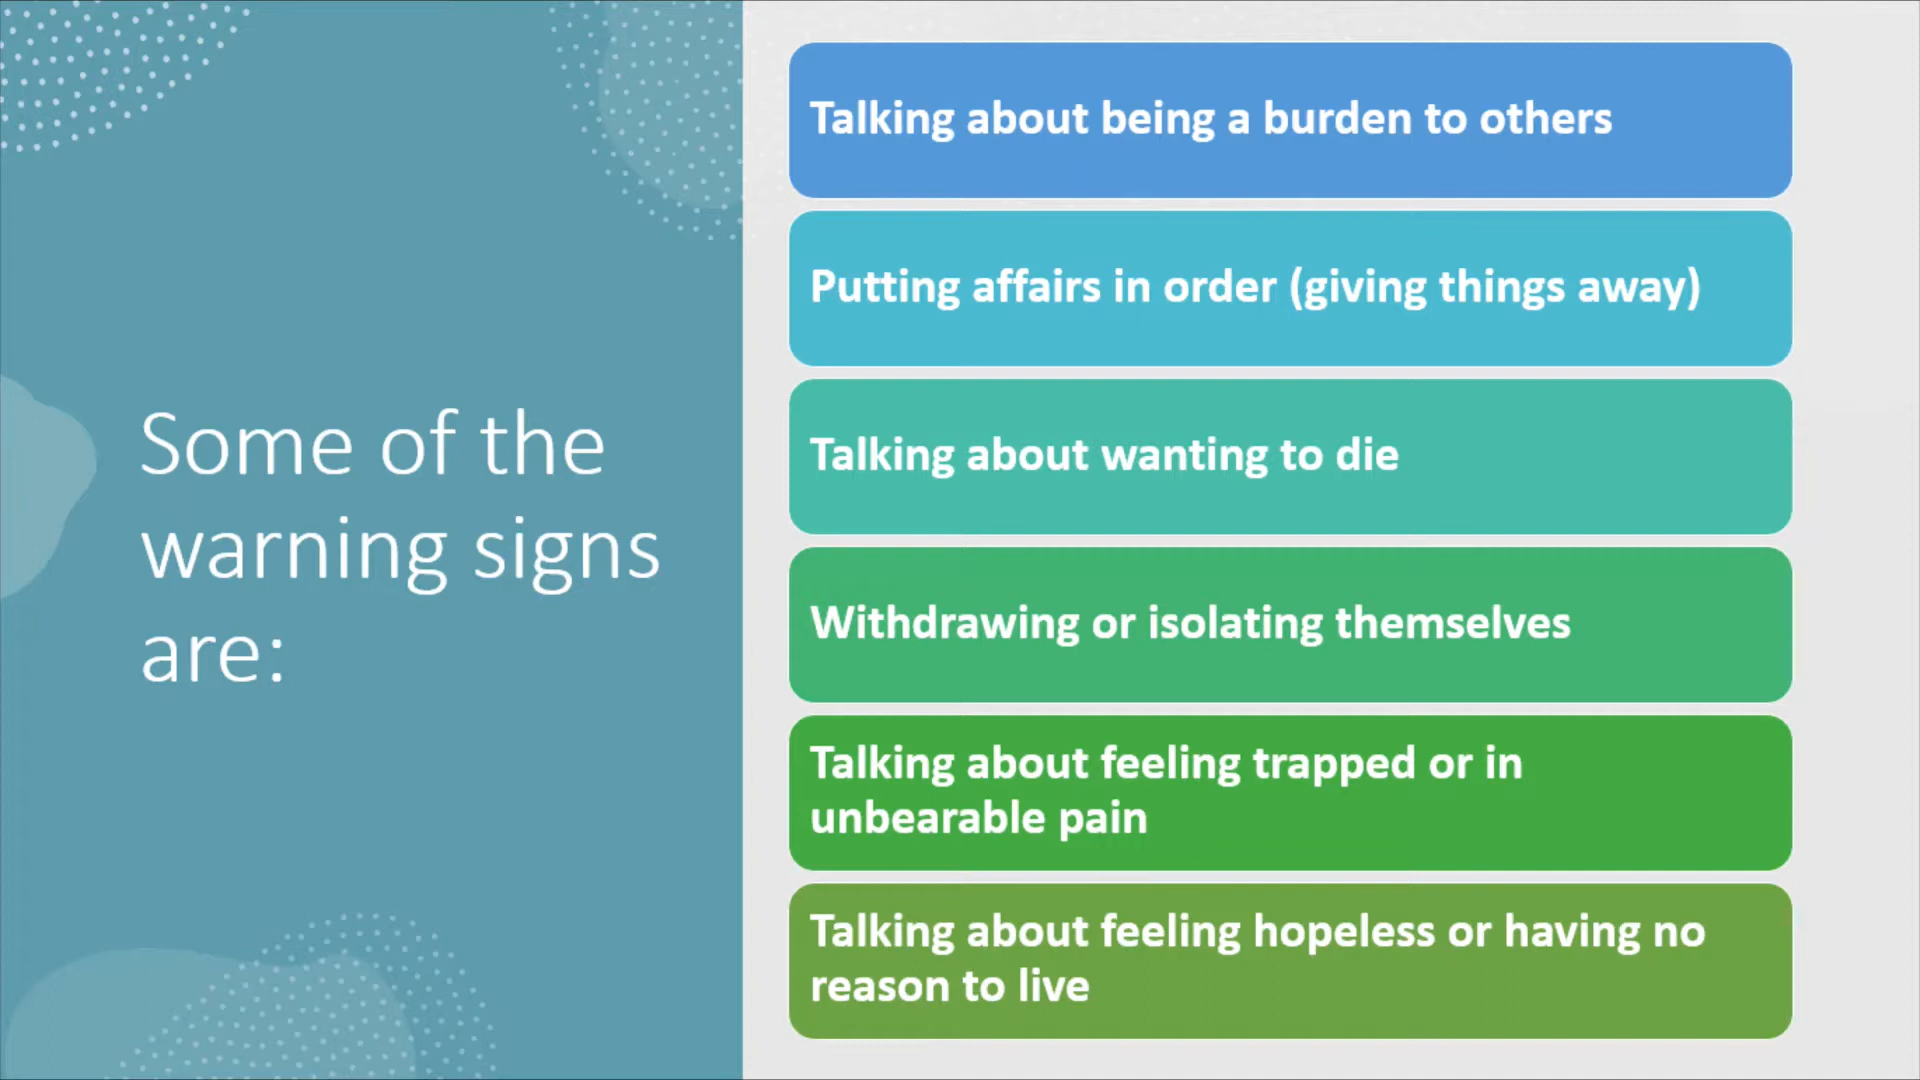 Some of the
warning signs
are:
Talking about being a burden to others
Putting affairs in order (giving things away)
Talking about wanting to die
Withdrawing or isolating themselves
Talking about feeling trapped or in
unbearable pain
Talking about feeling hopeless or having no
reason to live